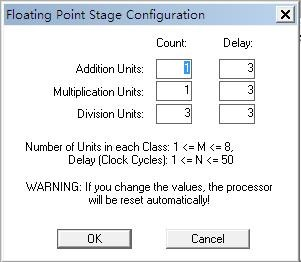 Floating Point Stage Configuration
Count: Delay:
Addition Units: 1 3
Multiplication Units: 1 3
Division Units: 3 3
Number of Units in each Class: 1 <= M <= 8,
Delay (Clock Cycles): 1 <= N <= 50
WARNING: If you change the values, the processor
will be reset automatically!
OK Cancel